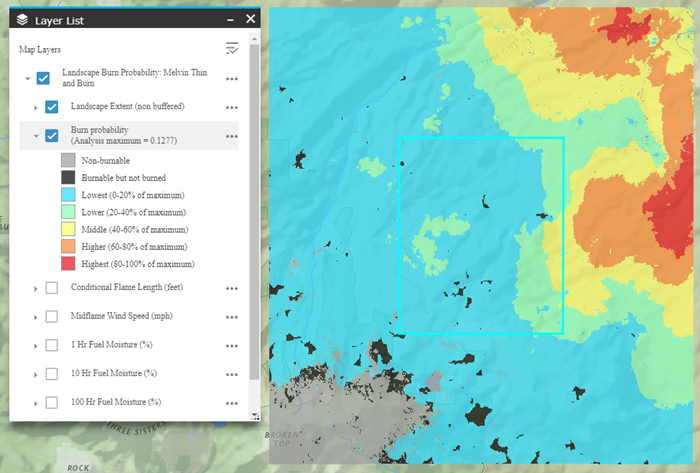 Layer List
Map Layers
Landscape Burn Probability: Melvin Thin
and Burn
Landscape Extent (non buffered)
Burn probability
(Analysis maximum = 0.1277)
Non-burnable
Burnable but not burned
Lowest (0-20% of maximum)
Lower (20-40% of maximum)
Middle (40-60% of maximum)
Higher (60-80% of maximum)
Highest (80-100% of maximum)
Conditional Flame Length (feet)
Midflame Wind Speed (mph)
1 Hr Fuel Moisture (%)
10 Hr Fuel Moisture (%)
100 Hr Fuel Moisture (%)
THREE SISTERS
BROKEN
TOP
ROCK